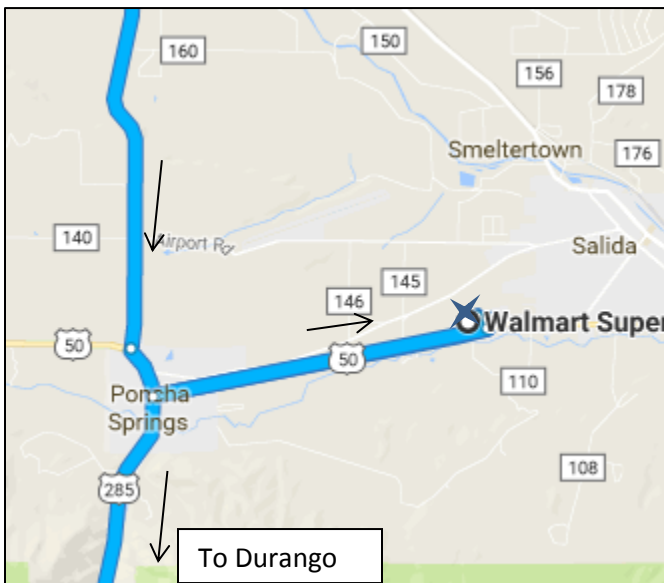 160
150
156
178
Smeltertown
176
140
Airport Rd
Salida
145
146
Walmart Super
50
50
Poncha
Springs
110
108
285
To Durango